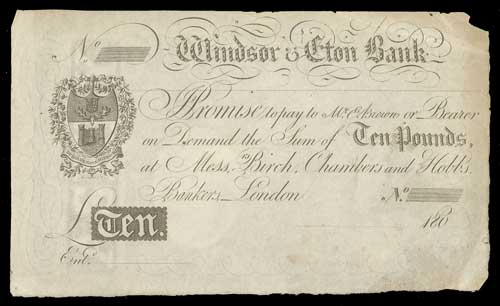 No
Windsor & Eton Bank
I Promise to pay to Mr. Cs. Brown or Bearer
on Demand the Sum of Ten Pounds,
at Messrs. Birch, Chambers and Hobbs.
Bankers London No
180
£Ten.
Entd.